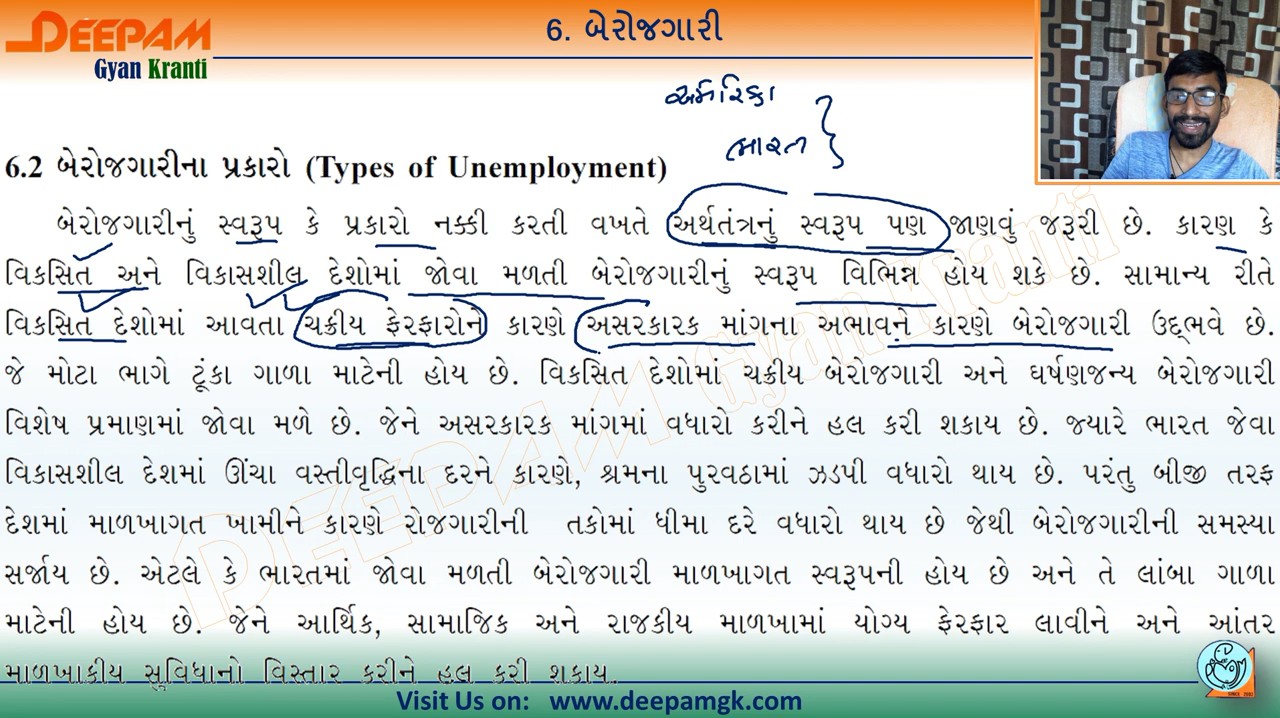 DEEPAM
Gyan Kranti
6. બેરોજગારી
અમેરિકા
ભારત
6.2 બેરોજગારીના પ્રકારો (Types of Unemployment)
બેરોજગારીનું સ્વરૂપ કે પ્રકારો નક્કી કરતી વખતે અર્થતંત્રનું સ્વરૂપ પણ જાણવું જરૂરી છે. કારણ કે
વિકસિત અને વિકાસશીલ દેશોમાં જોવા મળતી બેરોજગારીનું સ્વરૂપ વિભિન્ન હોય શકે છે. સામાન્ય રીતે
વિકસિત દેશોમાં આવતા ચક્રીય ફેરફારોને કારણે અસરકારક માંગના અભાવને કારણે બેરોજગારી ઉદ્ભવે છે.
જે મોટા ભાગે ટૂંકા ગાળા માટેની હોય છે. વિકસિત દેશોમાં ચક્રીય બેરોજગારી અને ઘર્ષણજન્ય બેરોજગારી
વિશેષ પ્રમાણમાં જોવા મળે છે. જેને અસરકારક માંગમાં વધારો કરીને હલ કરી શકાય છે. જ્યારે ભારત જેવા
વિકાસશીલ દેશમાં ઊંચા વસ્તીવૃદ્ધિના દરને કારણે, શ્રમના પુરવઠામાં ઝડપી વધારો થાય છે. પરંતુ બીજી તરફ
દેશમાં માળખાગત ખામીને કારણે રોજગારીની તકોમાં ધીમા દરે વધારો થાય છે જેથી બેરોજગારીની સમસ્યા
સર્જાય છે. એટલે કે ભારતમાં જોવા મળતી બેરોજગારી માળખાગત સ્વરૂપની હોય છે અને તે લાંબા ગાળા
માટેની હોય છે. જેને આર્થિક, સામાજિક અને રાજકીય માળખામાં યોગ્ય ફેરફાર લાવીને અને આંતર
માળખાકીય સુવિધાનો વિસ્તાર કરીને હલ કરી શકાય.
DEEPAM Gyan Kranti
Visit Us on: www.deepamgk.com